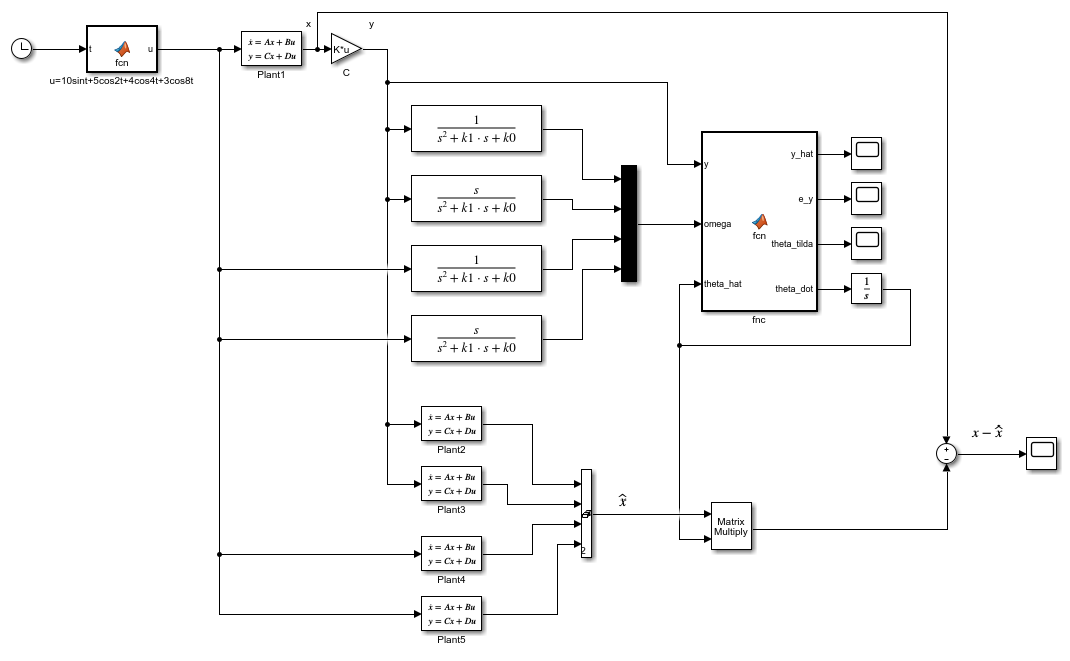 x
y
t
fcn
u
u=10sint+5cos2t+4cos4t+3cos8t
ẋ = Ax + Bu
y = Cx + Du
Plant1
K*u
C
1
s² + k1 · s + k0
s
s² + k1 · s + k0
1
s² + k1 · s + k0
s
s² + k1 · s + k0
y
omega
theta_hat
fcn
y_hat
e_y
theta_tilda
theta_dot
fnc
1
s
ẋ = Ax + Bu
y = Cx + Du
Plant2
ẋ = Ax + Bu
y = Cx + Du
Plant3
ẋ = Ax + Bu
y = Cx + Du
Plant4
ẋ = Ax + Bu
y = Cx + Du
Plant5
2
x̂
Matrix
Multiply
+
−
x − x̂